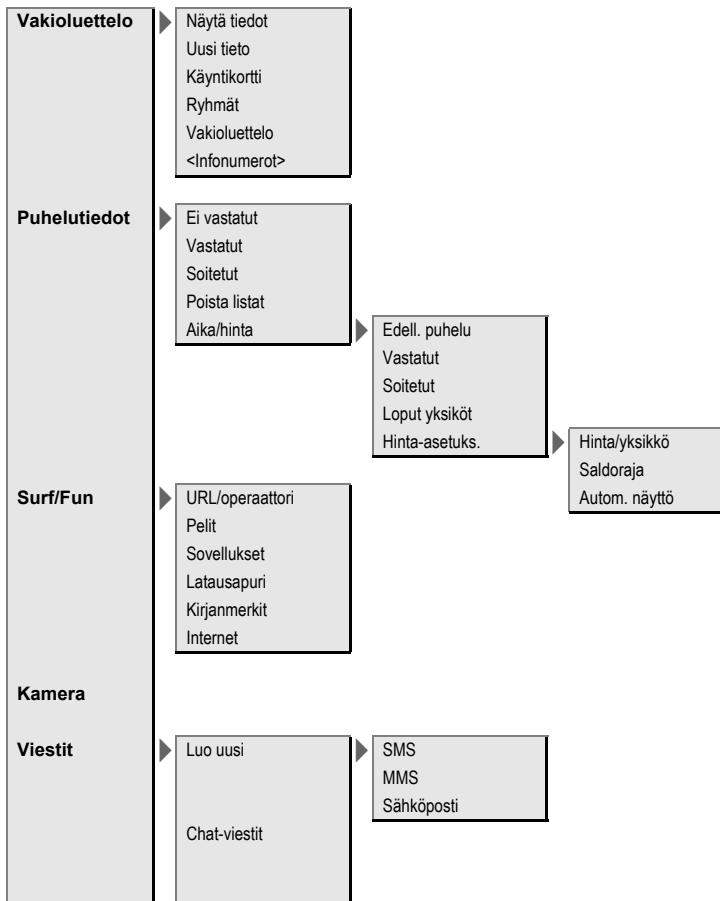 Vakioluettelo
Näytä tiedot
Uusi tieto
Käyntikortti
Ryhmät
Vakioluettelo
<Infonumerot>
Puhelutiedot
Ei vastatut
Vastatut
Soitetut
Poista listat
Aika/hinta
Edell. puhelu
Vastatut
Soitetut
Loput yksiköt
Hinta-asetuks.
Hinta/yksikkö
Saldoraja
Autom. näyttö
Surf/Fun
URL/operaattori
Pelit
Sovellukset
Latausapuri
Kirjanmerkit
Internet
Kamera
Viestit
Luo uusi
SMS
MMS
Sähköposti
Chat-viestit